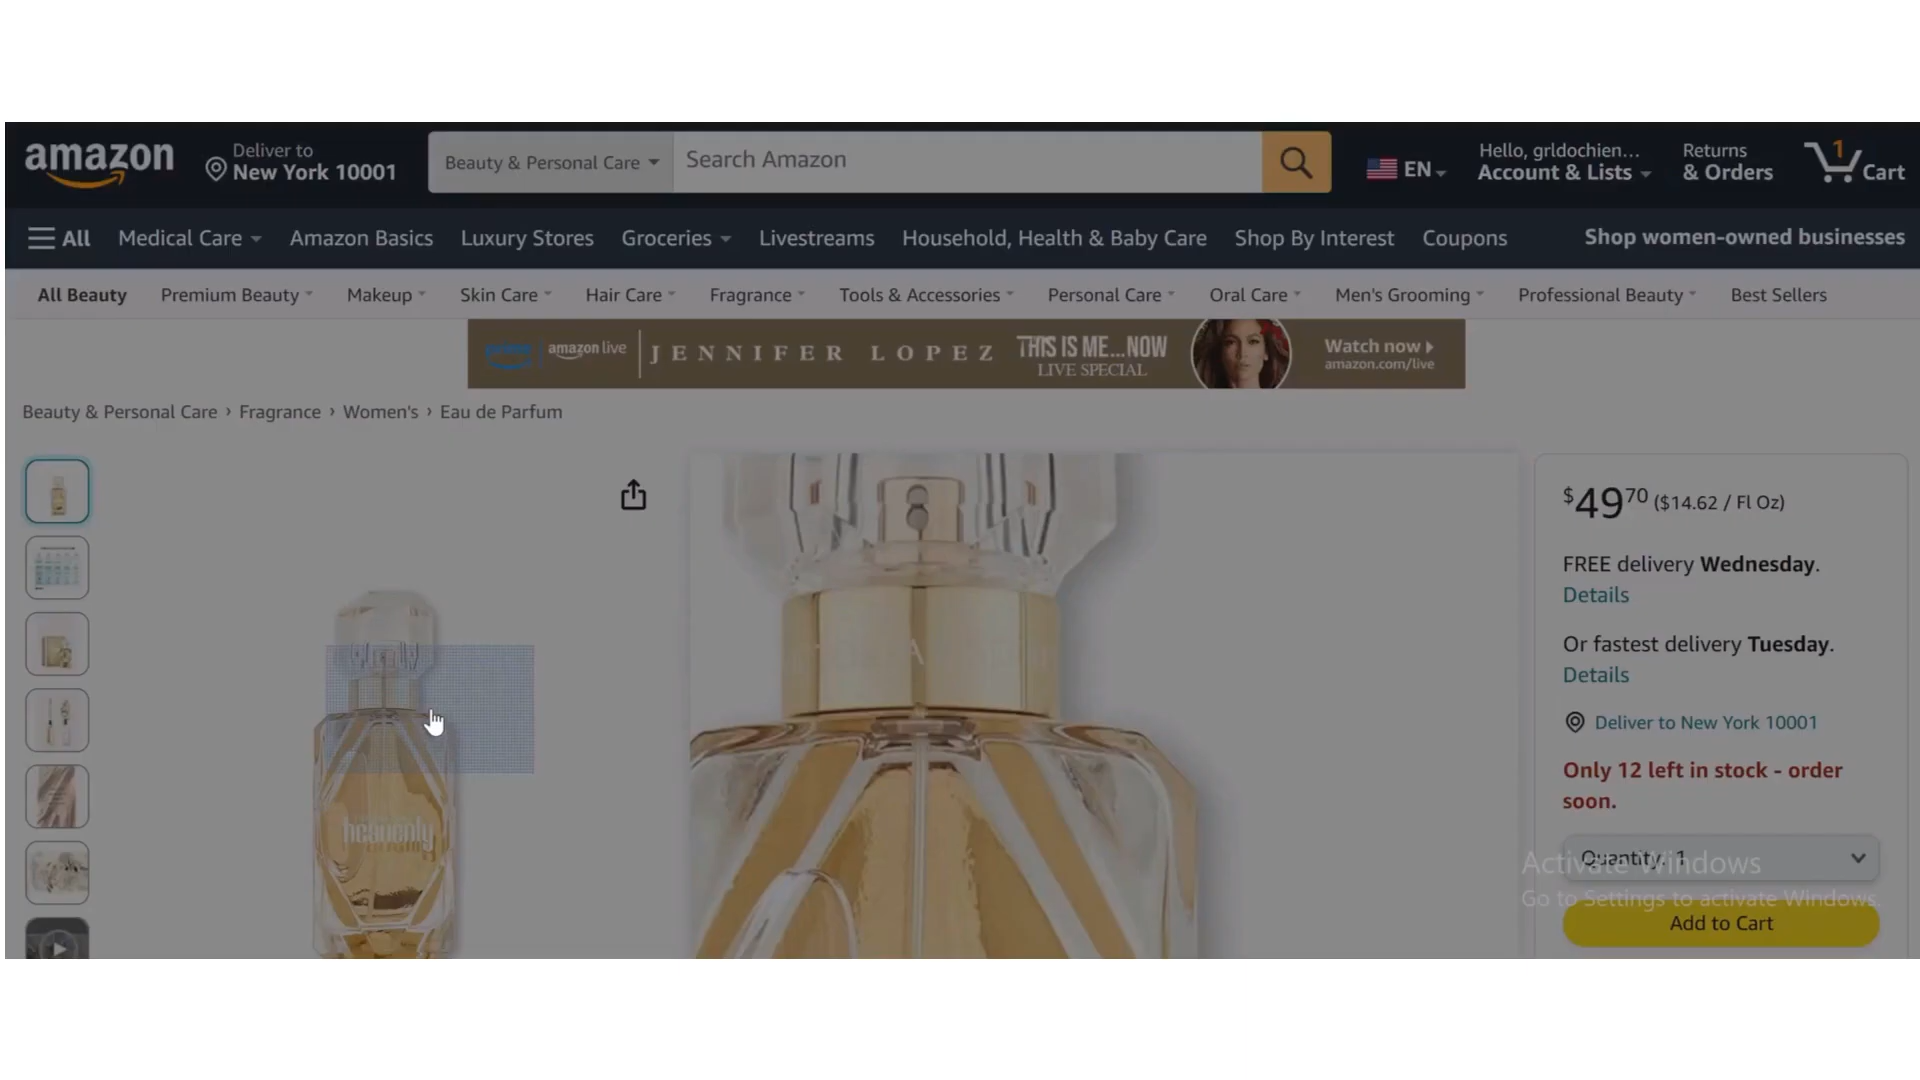 amazon
Deliver to
New York 10001
Beauty & Personal Care
Search Amazon
EN
Hello, grldochien...
Account & Lists
Returns
& Orders
1
Cart
All
Medical Care
Amazon Basics
Luxury Stores
Groceries
Livestreams
Household, Health & Baby Care
Shop By Interest
Coupons
Shop women-owned businesses
All Beauty
Premium Beauty
Makeup
Skin Care
Hair Care
Fragrance
Tools & Accessories
Personal Care
Oral Care
Men's Grooming
Professional Beauty
Best Sellers
amazon live
JENNIFER LOPEZ
THIS IS ME...NOW
LIVE SPECIAL
Watch now
amazon.com/live
Beauty & Personal Care › Fragrance › Women's › Eau de Parfum
heavenly
$49 70 ($14.62 / Fl Oz)
FREE delivery Wednesday.
Details
Or fastest delivery Tuesday.
Details
Deliver to New York 10001
Only 12 left in stock - order
soon.
Quantity: 1
Activate Windows
Go to Settings to activate Windows.
Add to Cart